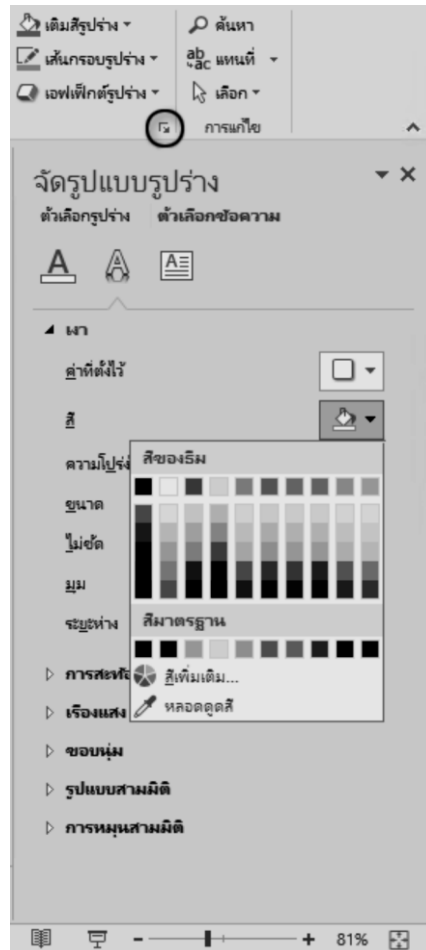 เติมสีรูปร่าง
ค้นหา
เส้นกรอบรูปร่าง
ab ac แทนที่
เอฟเฟ็กต์รูปร่าง
เลือก
การแก้ไข
จัดรูปแบบรูปร่าง
ตัวเลือกรูปร่าง ตัวเลือกข้อความ
A A A
เงา
ค่าที่ตั้งไว้
สี
ความโปร่ง
สีของธีม
ขนาด
ไม่ชัด
มุม
ระยะห่าง
สีมาตรฐาน
การสะท้
สีเพิ่มเติม...
เรืองแสง
หลอดดูดสี
ขอบนุ่ม
รูปแบบสามมิติ
การหมุนสามมิติ
81%